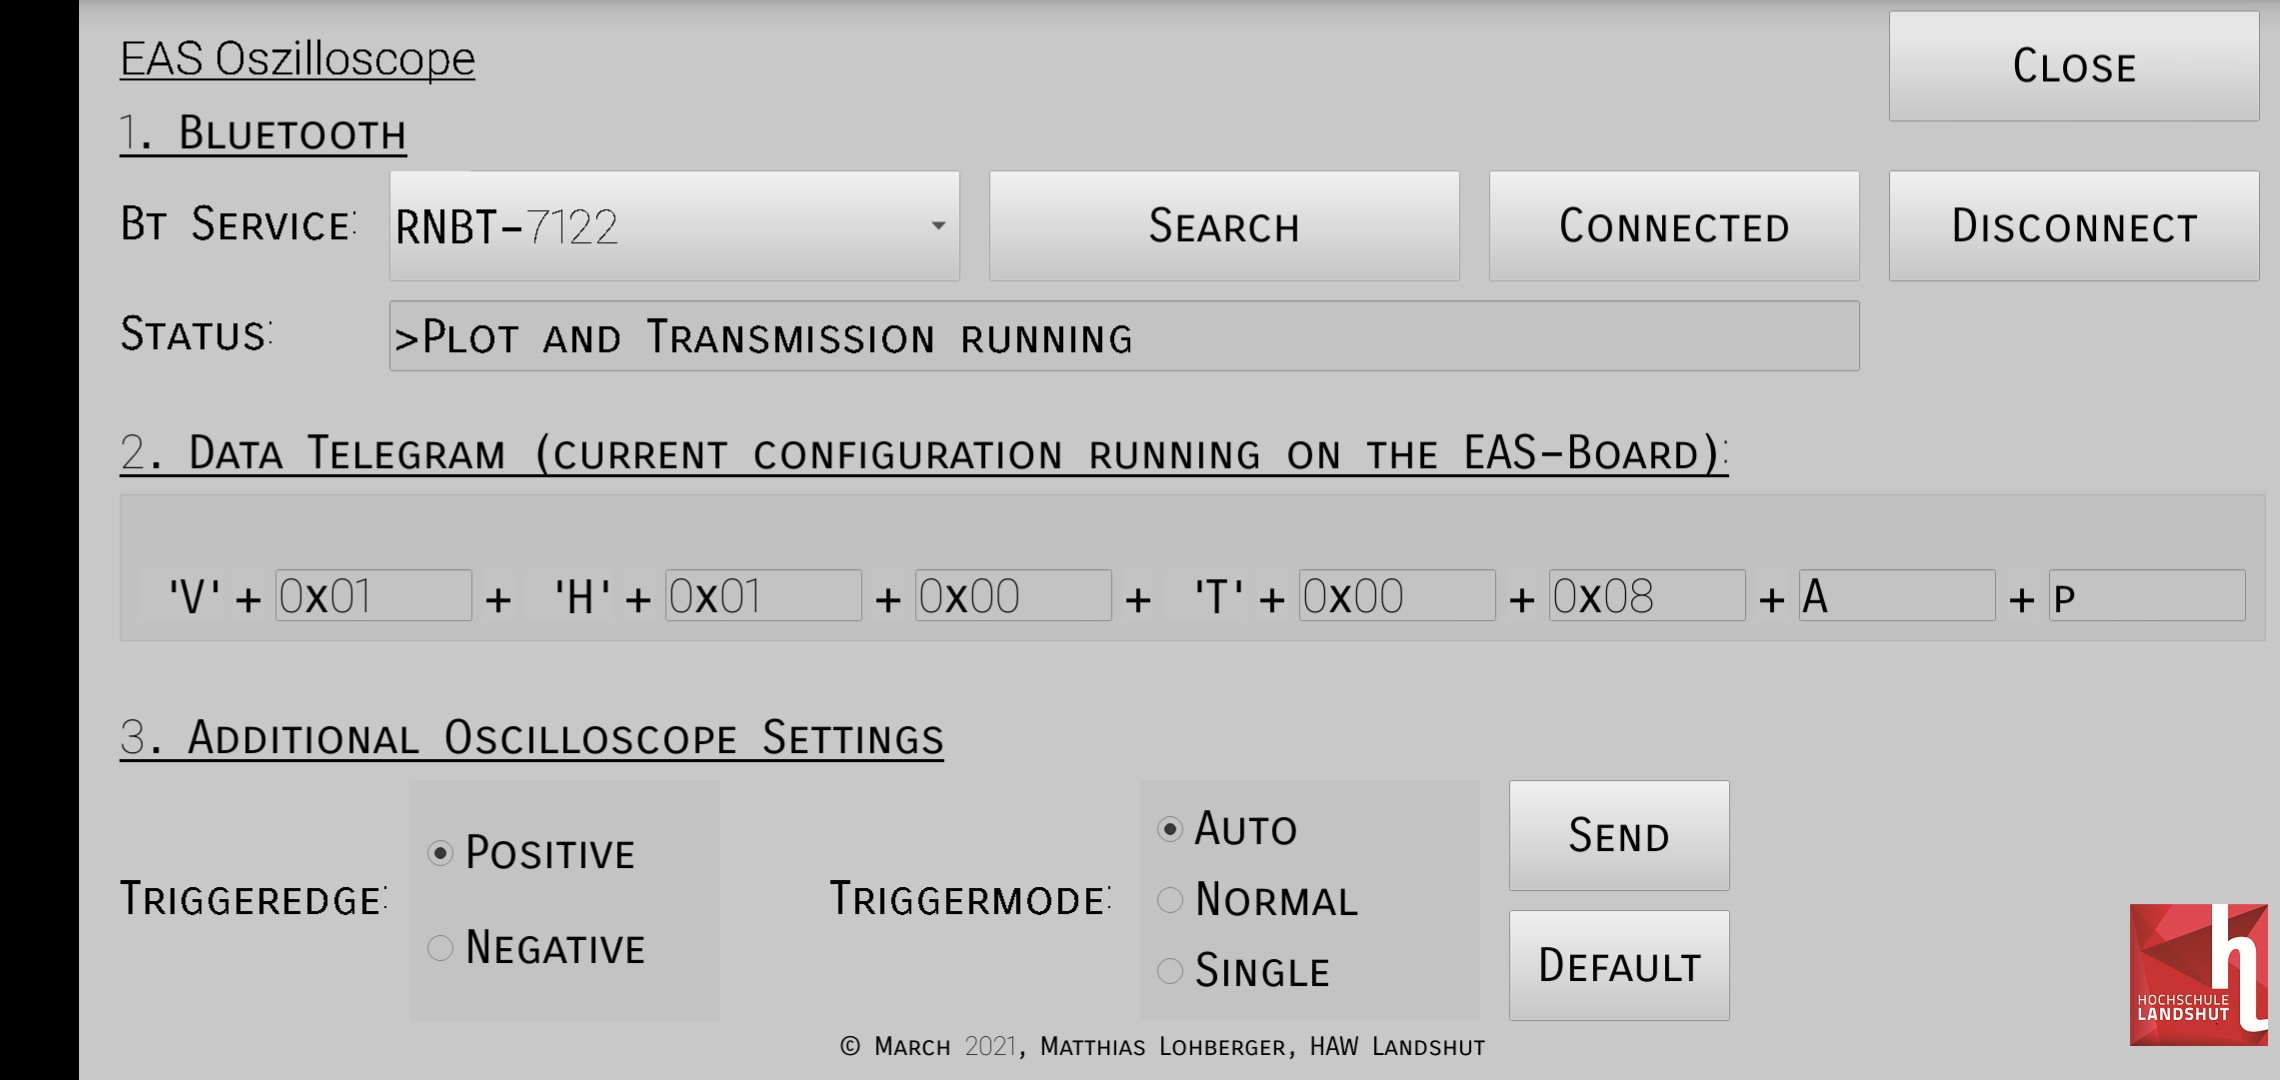 EAS Oszilloscope
Close
1. Bluetooth
Bt Service: RNBT-7122 Search Connected Disconnect
Status: >Plot and Transmission running
2. Data Telegram (current configuration running on the EAS-Board):
'V' + 0x01 + 'H' + 0x01 + 0x00 + 'T' + 0x00 + 0x08 + A + p
3. Additional Oscilloscope Settings
Triggeredge:
Positive
Negative
Triggermode:
Auto
Normal
Single
Send
Default
HOCHSCHULE
LANDSHUT
© March 2021, Matthias Lohberger, HAW Landshut